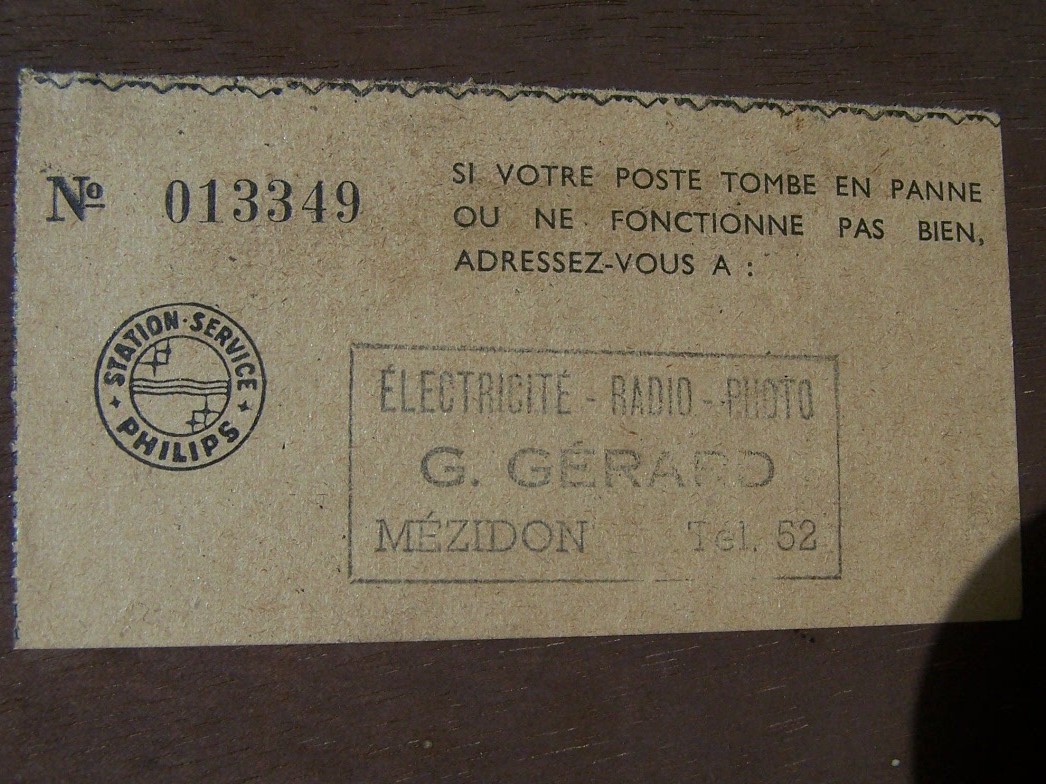 Nº 013349
SI VOTRE POSTE TOMBE EN PANNE
OU NE FONCTIONNE PAS BIEN,
ADRESSEZ-VOUS A :
STATION-SERVICE
PHILIPS
ÉLECTRICITÉ - RADIO - PHOTO
G. GÉRARD
MÉZIDON Tel. 52